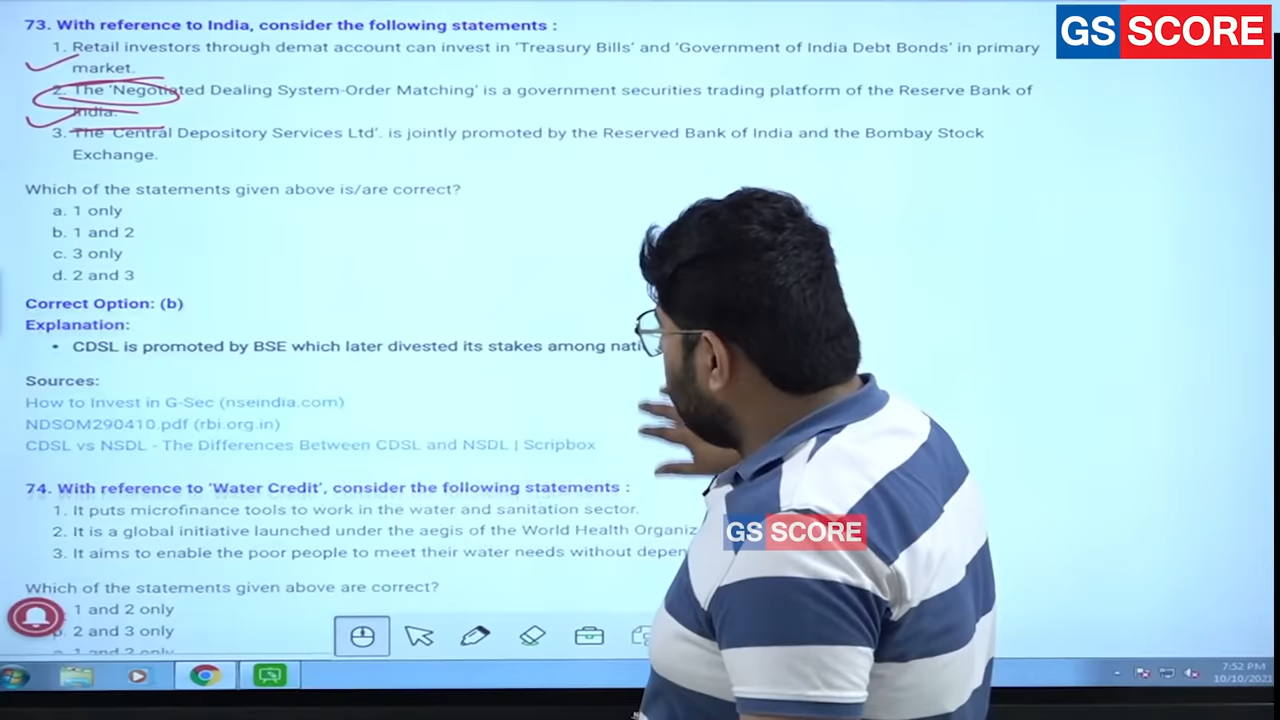 GS SCORE
73. With reference to India, consider the following statements :
1. Retail investors through demat account can invest in 'Treasury Bills' and 'Government of India Debt Bonds' in primary
market.
2. The 'Negotiated Dealing System-Order Matching' is a government securities trading platform of the Reserve Bank of
India.
3. The 'Central Depository Services Ltd'. is jointly promoted by the Reserved Bank of India and the Bombay Stock
Exchange.
Which of the statements given above is/are correct?
a. 1 only
b. 1 and 2
c. 3 only
d. 2 and 3
Correct Option: (b)
Explanation:
• CDSL is promoted by BSE which later divested its stakes among nati
Sources:
How to Invest in G-Sec (nseindia.com)
NDSOM290410.pdf (rbi.org.in)
CDSL vs NSDL - The Differences Between CDSL and NSDL | Scripbox
74. With reference to 'Water Credit', consider the following statements :
1. It puts microfinance tools to work in the water and sanitation sector.
2. It is a global initiative launched under the aegis of the World Health Organiz
GS SCORE
3. It aims to enable the poor people to meet their water needs without depen
Which of the statements given above are correct?
1 and 2 only
b. 2 and 3 only
7:52 PM
10/10/2021